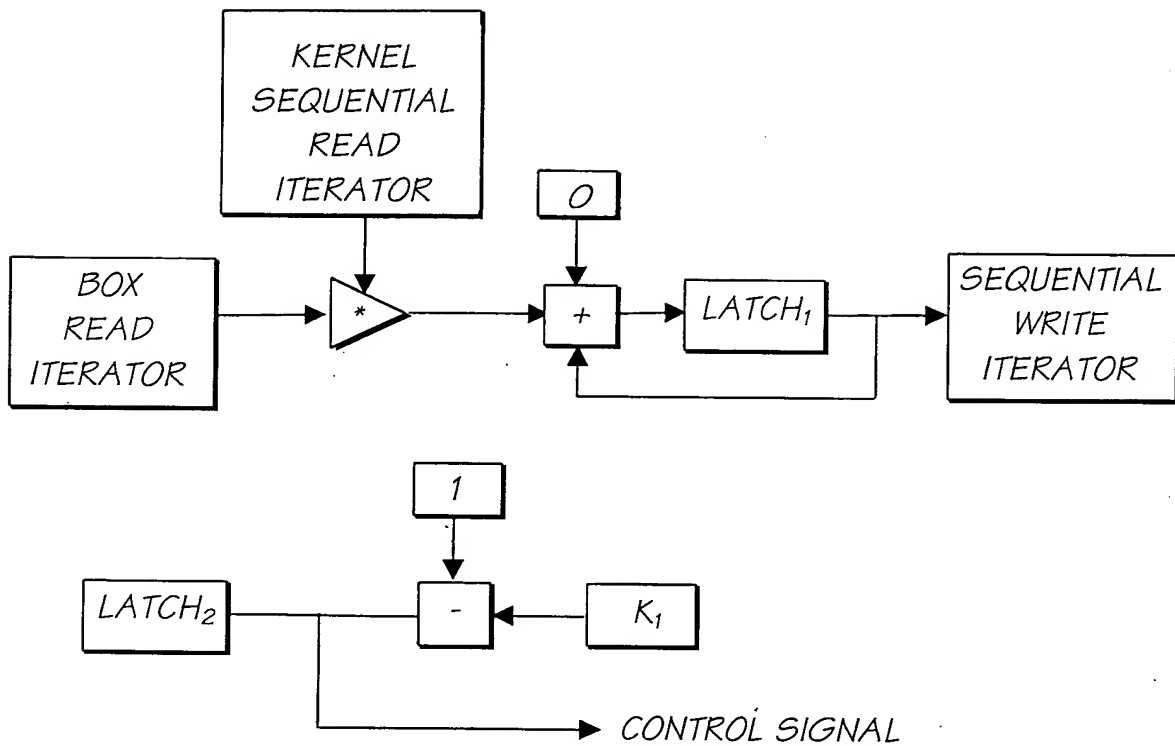 KERNEL
SEQUENTIAL
READ
ITERATOR
0
BOX
READ
ITERATOR
*
+
LATCH₁
SEQUENTIAL
WRITE
ITERATOR
1
LATCH₂
-
K₁
CONTROL SIGNAL